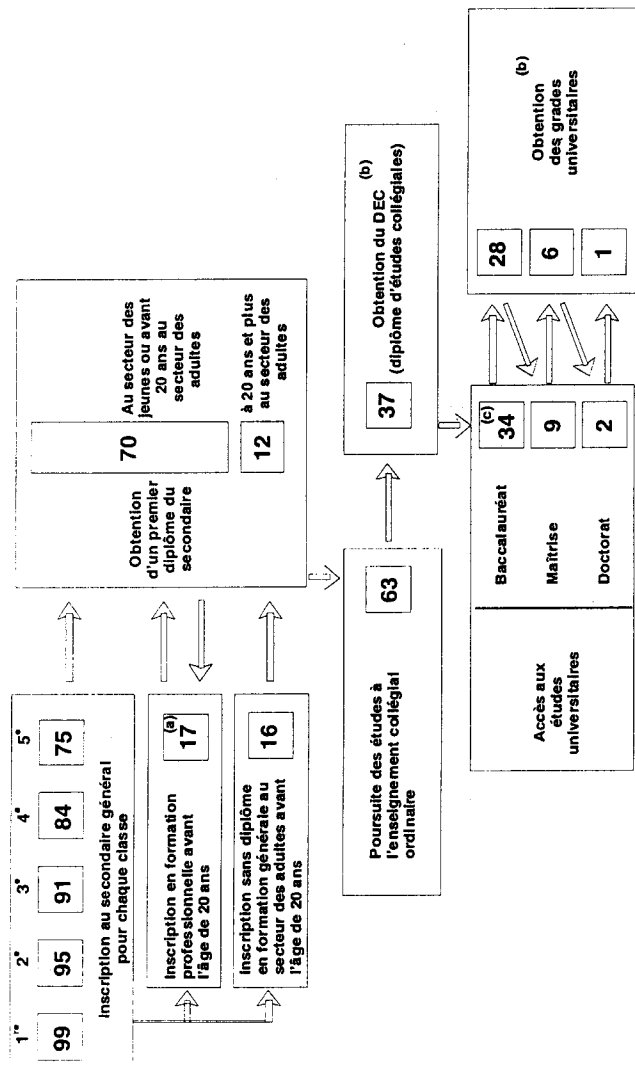 1re 2e 3e 4e 5e
99 95 91 84 75
Inscription au secondaire général
pour chaque classe
Inscription en formation
professionnelle avant
l'âge de 20 ans
(a)
17
Inscription sans diplôme
en formation générale au
secteur des adultes avant
l'âge de 20 ans
16
Obtention
d'un premier
diplôme du
secondaire
70
Au secteur des
jeunes ou avant
20 ans au
secteur des
adultes
12
à 20 ans et plus
au secteur des
adultes
Poursuite des études à
l'enseignement collégial
ordinaire
63
37
Obtention du DEC (b)
(diplôme d'études collégiales)
Accès aux
études
universitaires
Baccalauréat
(c)
34
Maîtrise
9
Doctorat
2
28
6
1
Obtention (b)
des grades
universitaires